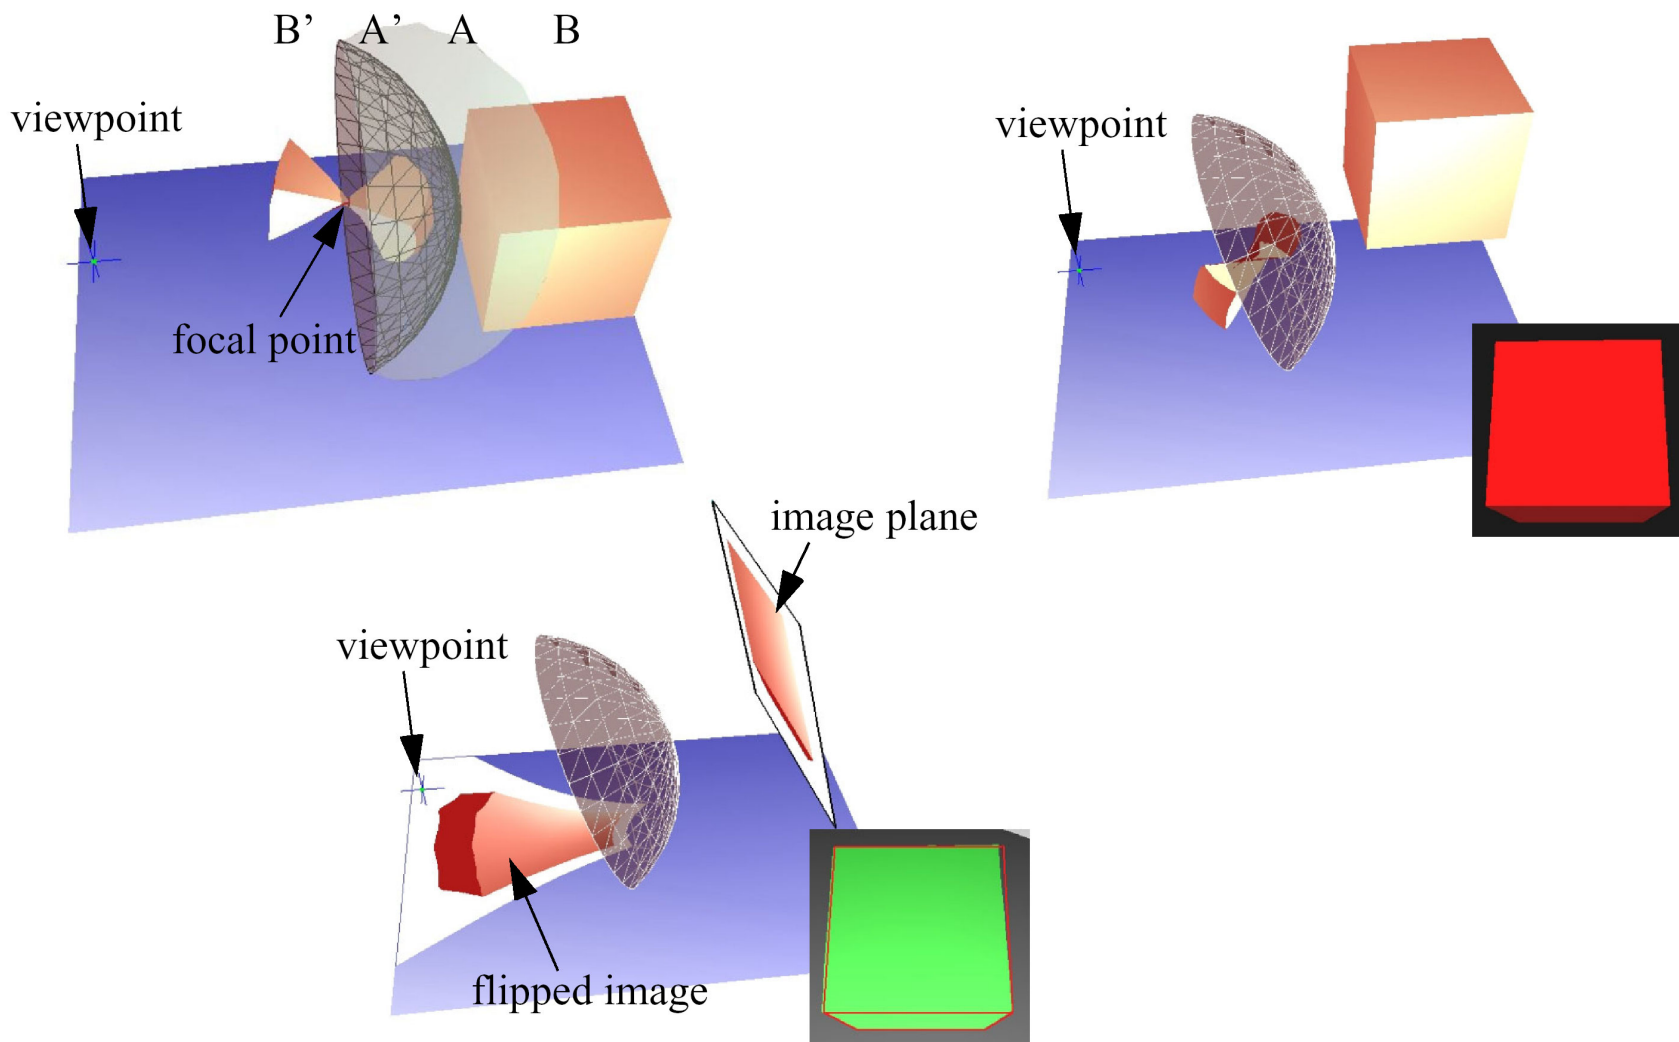 B’ A’ A B
viewpoint
focal point
viewpoint
image plane
viewpoint
flipped image